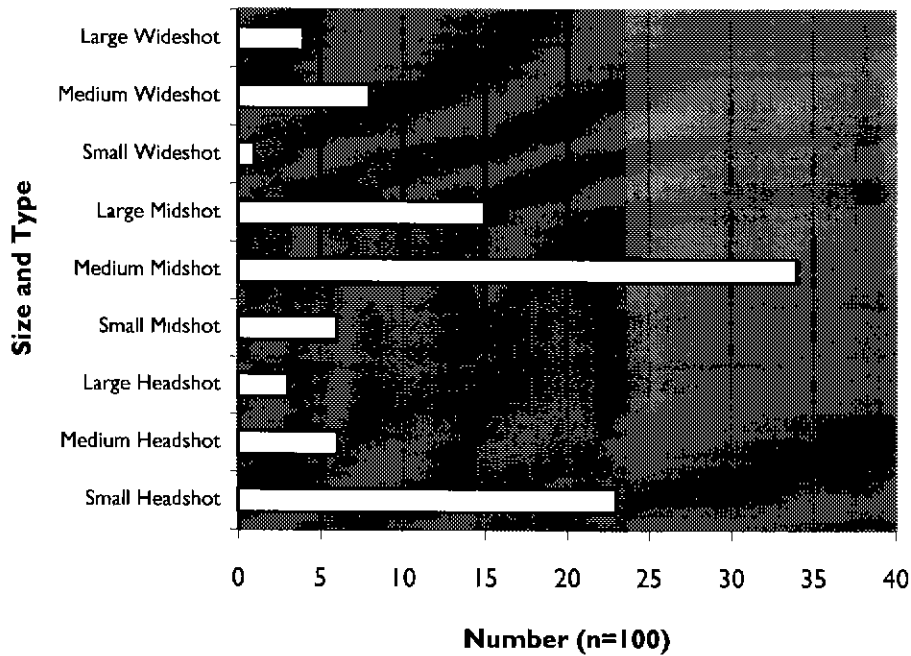 Large Wideshot
Medium Wideshot
Small Wideshot
Large Midshot
Medium Midshot
Small Midshot
Large Headshot
Medium Headshot
Small Headshot
Size and Type
0 5 10 15 20 25 30 35 40
Number (n=100)